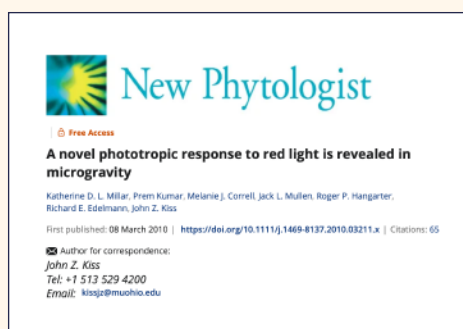 New Phytologist
Free Access
A novel phototropic response to red light is revealed in
microgravity
Katherine D. L. Millar, Prem Kumar, Melanie J. Correll, Jack L. Mullen, Roger P. Hangarter,
Richard E. Edelmann, John Z. Kiss
First published: 08 March 2010 | https://doi.org/10.1111/j.1469-8137.2010.03211.x | Citations: 65
Author for correspondence:
John Z. Kiss
Tel: +1 513 529 4200
Email: kissjz@muohio.edu